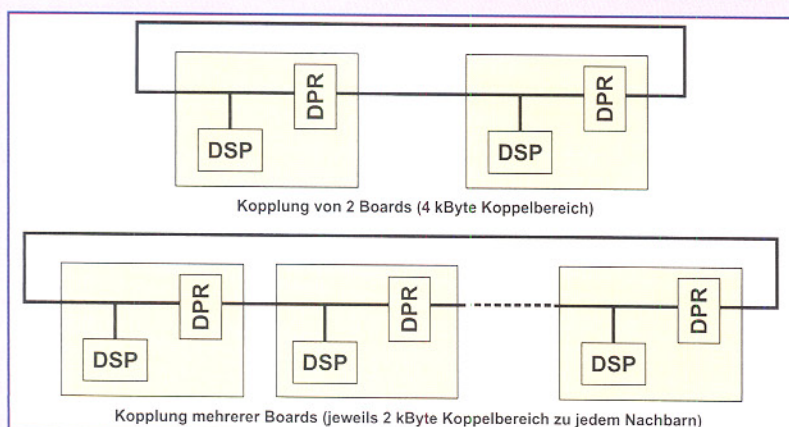 DPR
DPR
DSP
DSP
Kopplung von 2 Boards (4 kByte Koppelbereich)
DPR
DPR
DPR
DSP
DSP
DSP
Kopplung mehrerer Boards (jeweils 2 kByte Koppelbereich zu jedem Nachbarn)